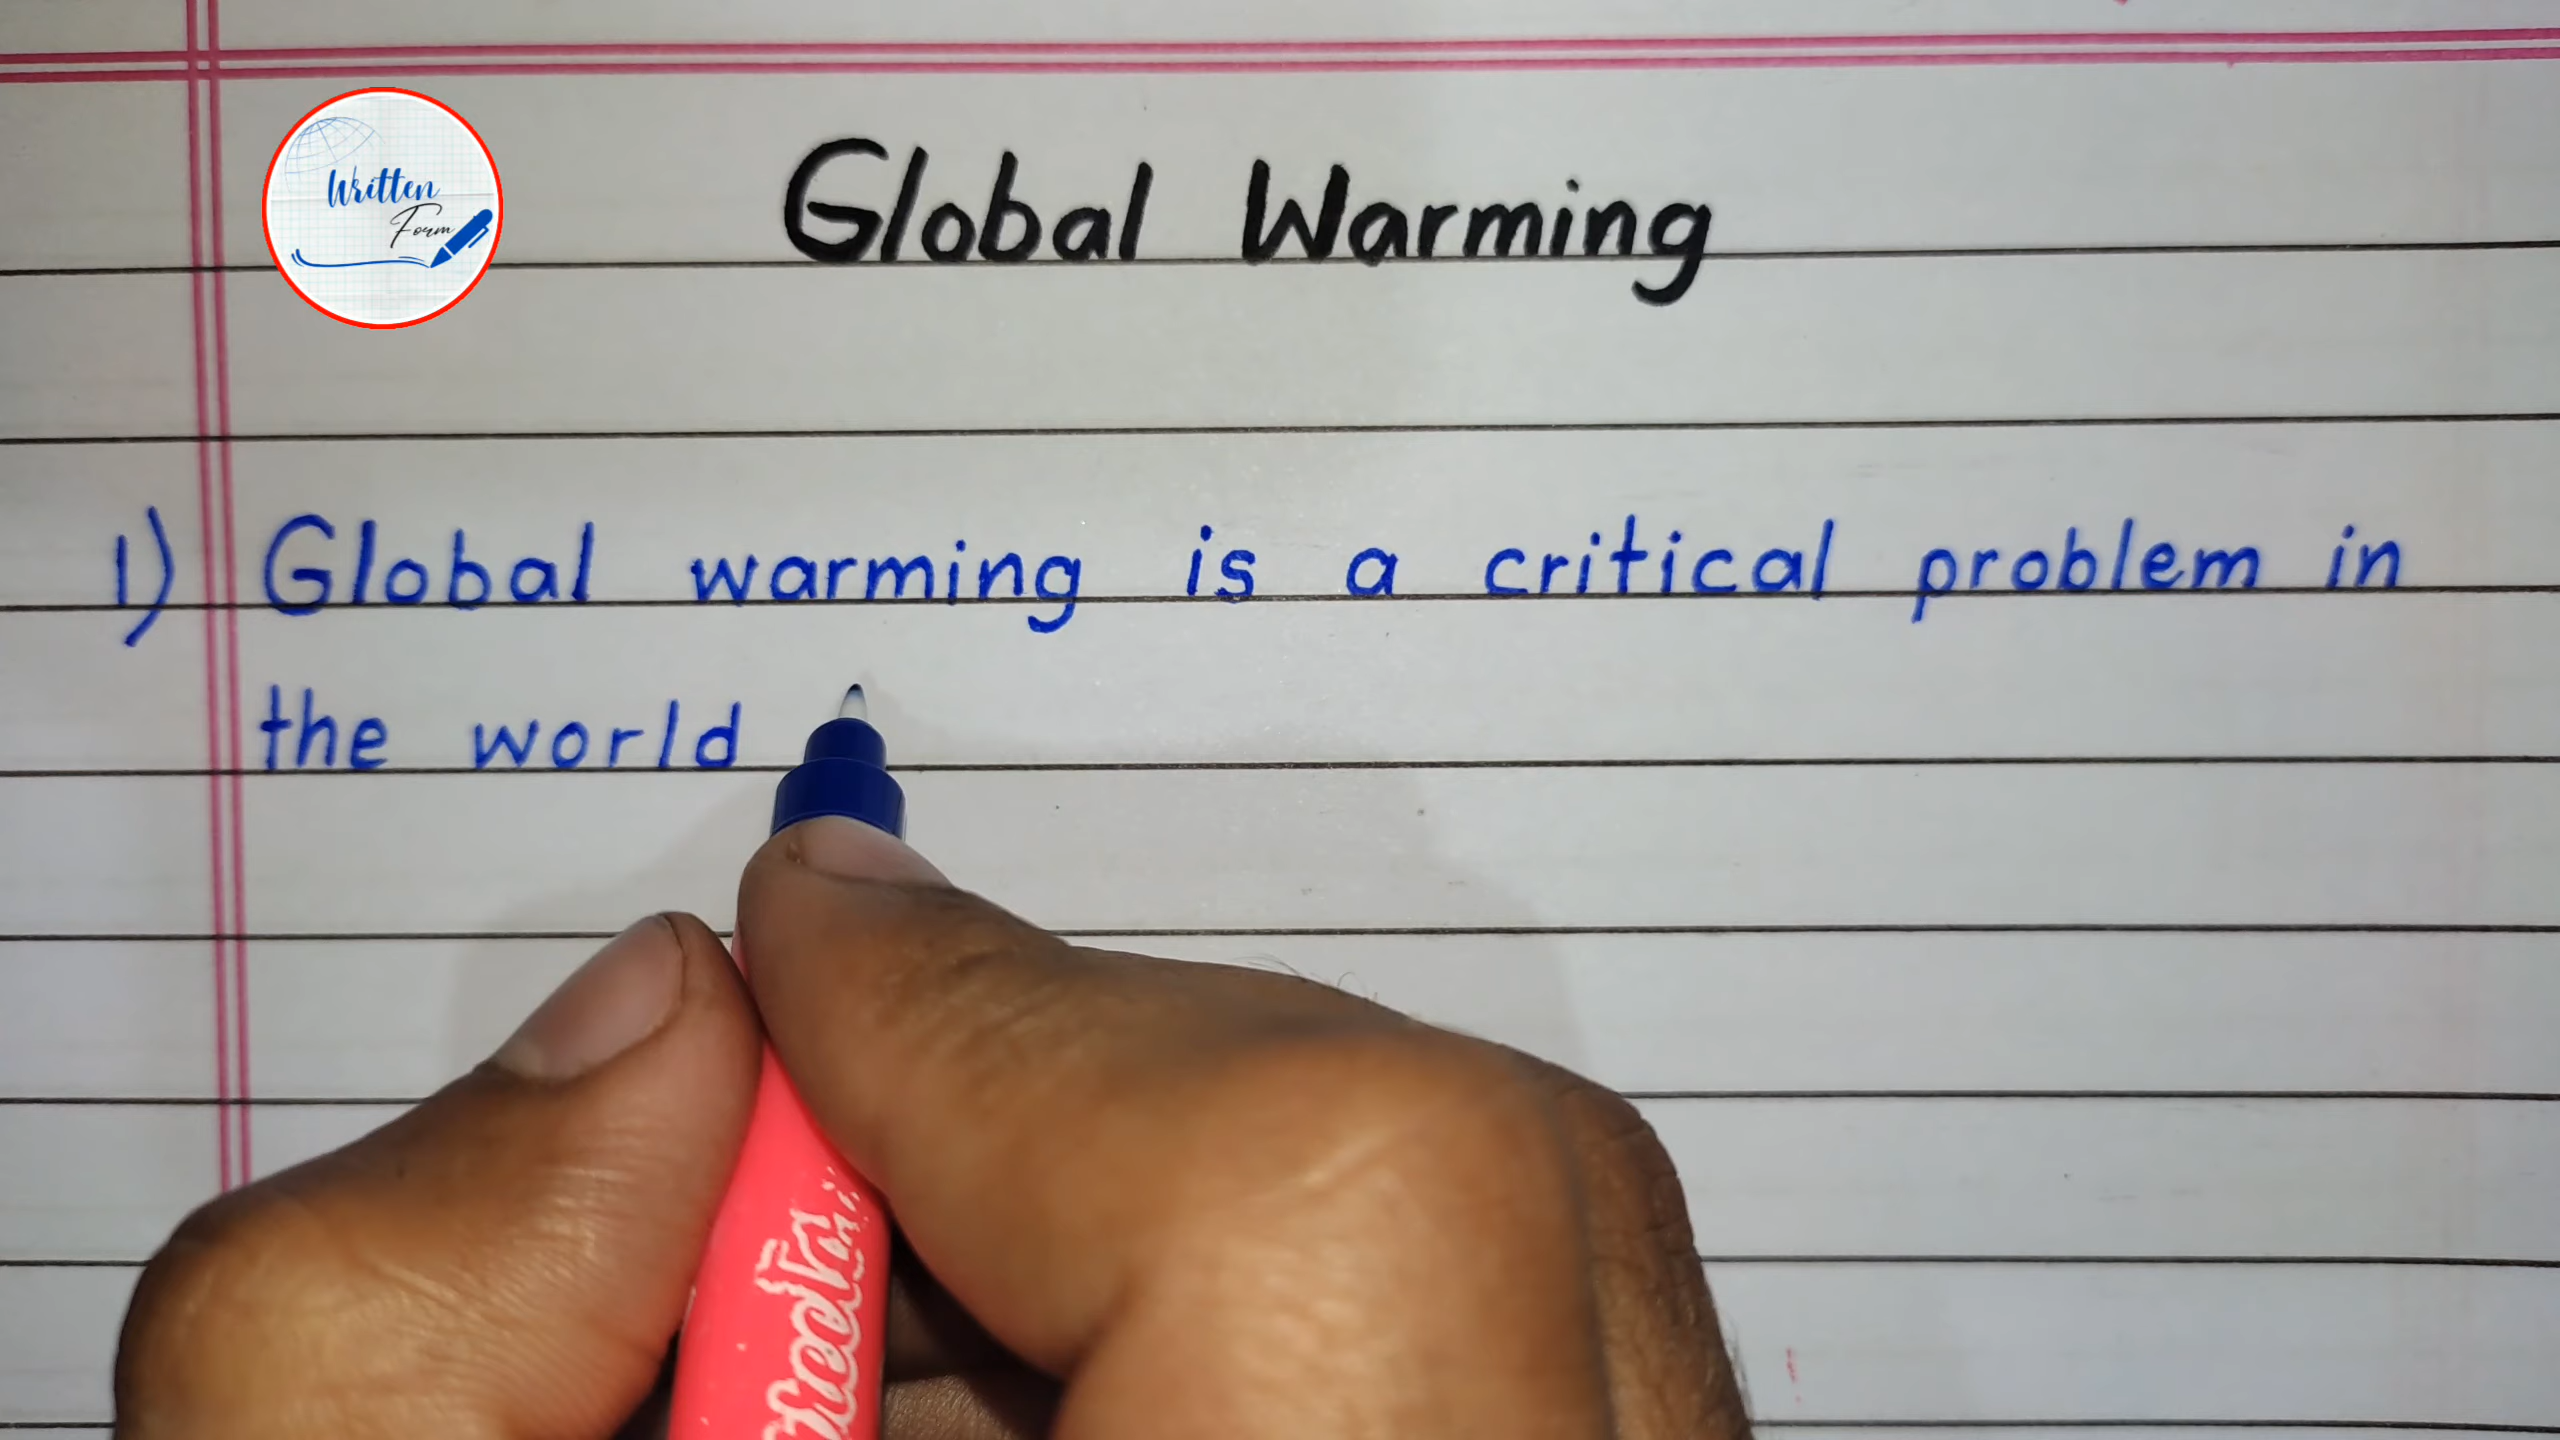 Written
Form
Global Warming
1) Global warming is a critical problem in
the world